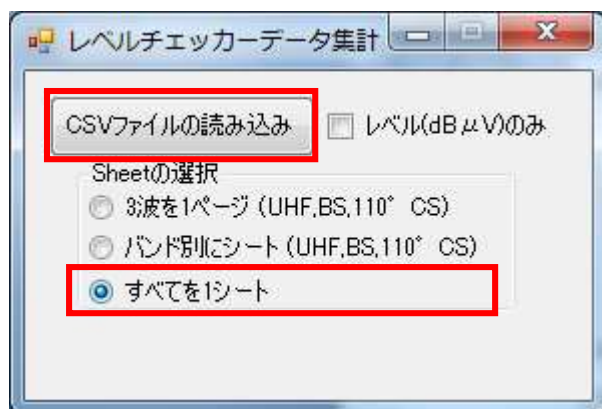 レベルチェッカーデータ集計
CSVファイルの読み込み
レベル(dBμV)のみ
Sheetの選択
3波を1ページ (UHF,BS,110° CS)
バンド別にシート (UHF,BS,110° CS)
すべてを1シート